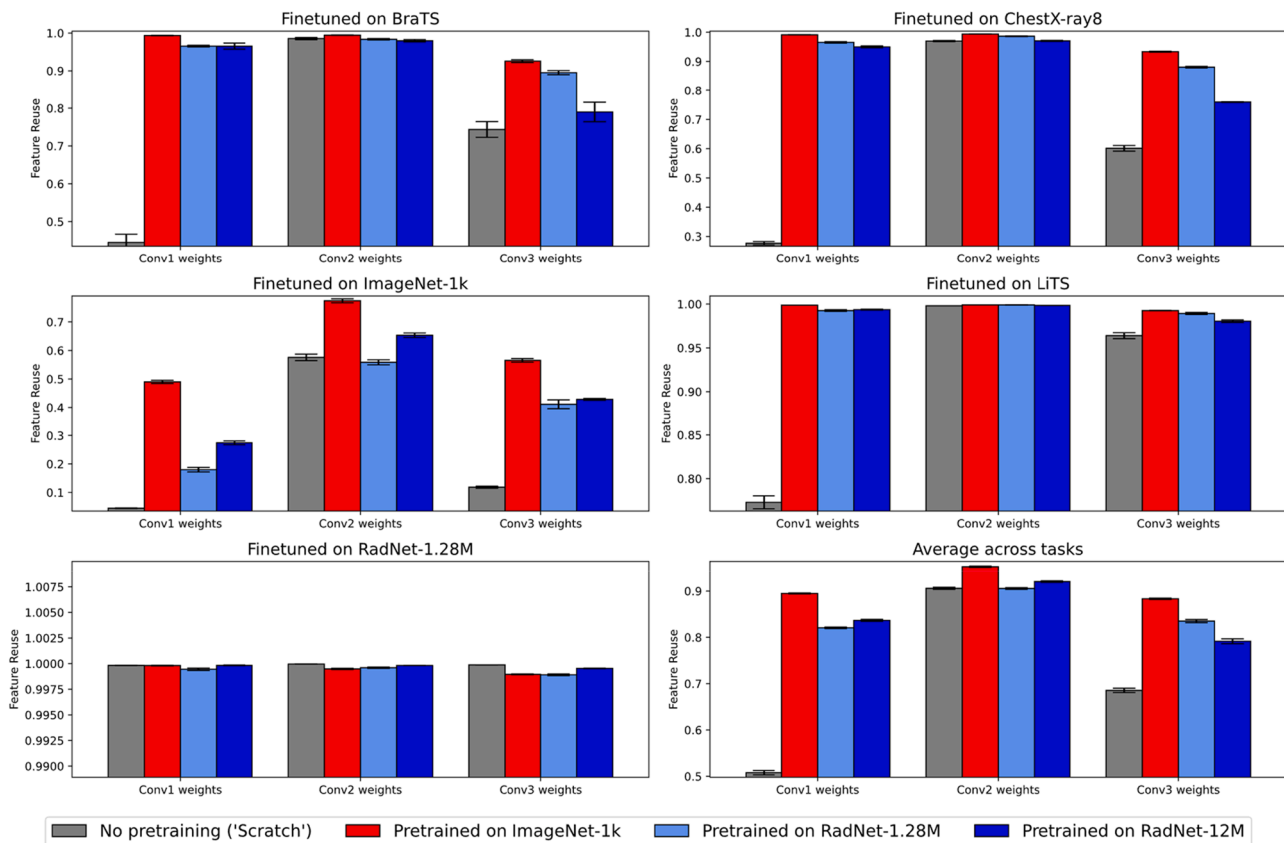 Finetuned on BraTS
Feature Reuse
1.0
0.9
0.8
0.7
0.6
0.5
Conv1 weights
Conv2 weights
Conv3 weights
Finetuned on ChestX-ray8
Feature Reuse
1.0
0.9
0.8
0.7
0.6
0.5
0.4
0.3
Conv1 weights
Conv2 weights
Conv3 weights
Finetuned on ImageNet-1k
Feature Reuse
0.7
0.6
0.5
0.4
0.3
0.2
0.1
Conv1 weights
Conv2 weights
Conv3 weights
Finetuned on LiTS
Feature Reuse
1.00
0.95
0.90
0.85
0.80
Conv1 weights
Conv2 weights
Conv3 weights
Finetuned on RadNet-1.28M
Feature Reuse
1.0075
1.0050
1.0025
1.0000
0.9975
0.9950
0.9925
0.9900
Conv1 weights
Conv2 weights
Conv3 weights
Average across tasks
Feature Reuse
0.9
0.8
0.7
0.6
0.5
Conv1 weights
Conv2 weights
Conv3 weights
No pretraining ('Scratch')
Pretrained on ImageNet-1k
Pretrained on RadNet-1.28M
Pretrained on RadNet-12M